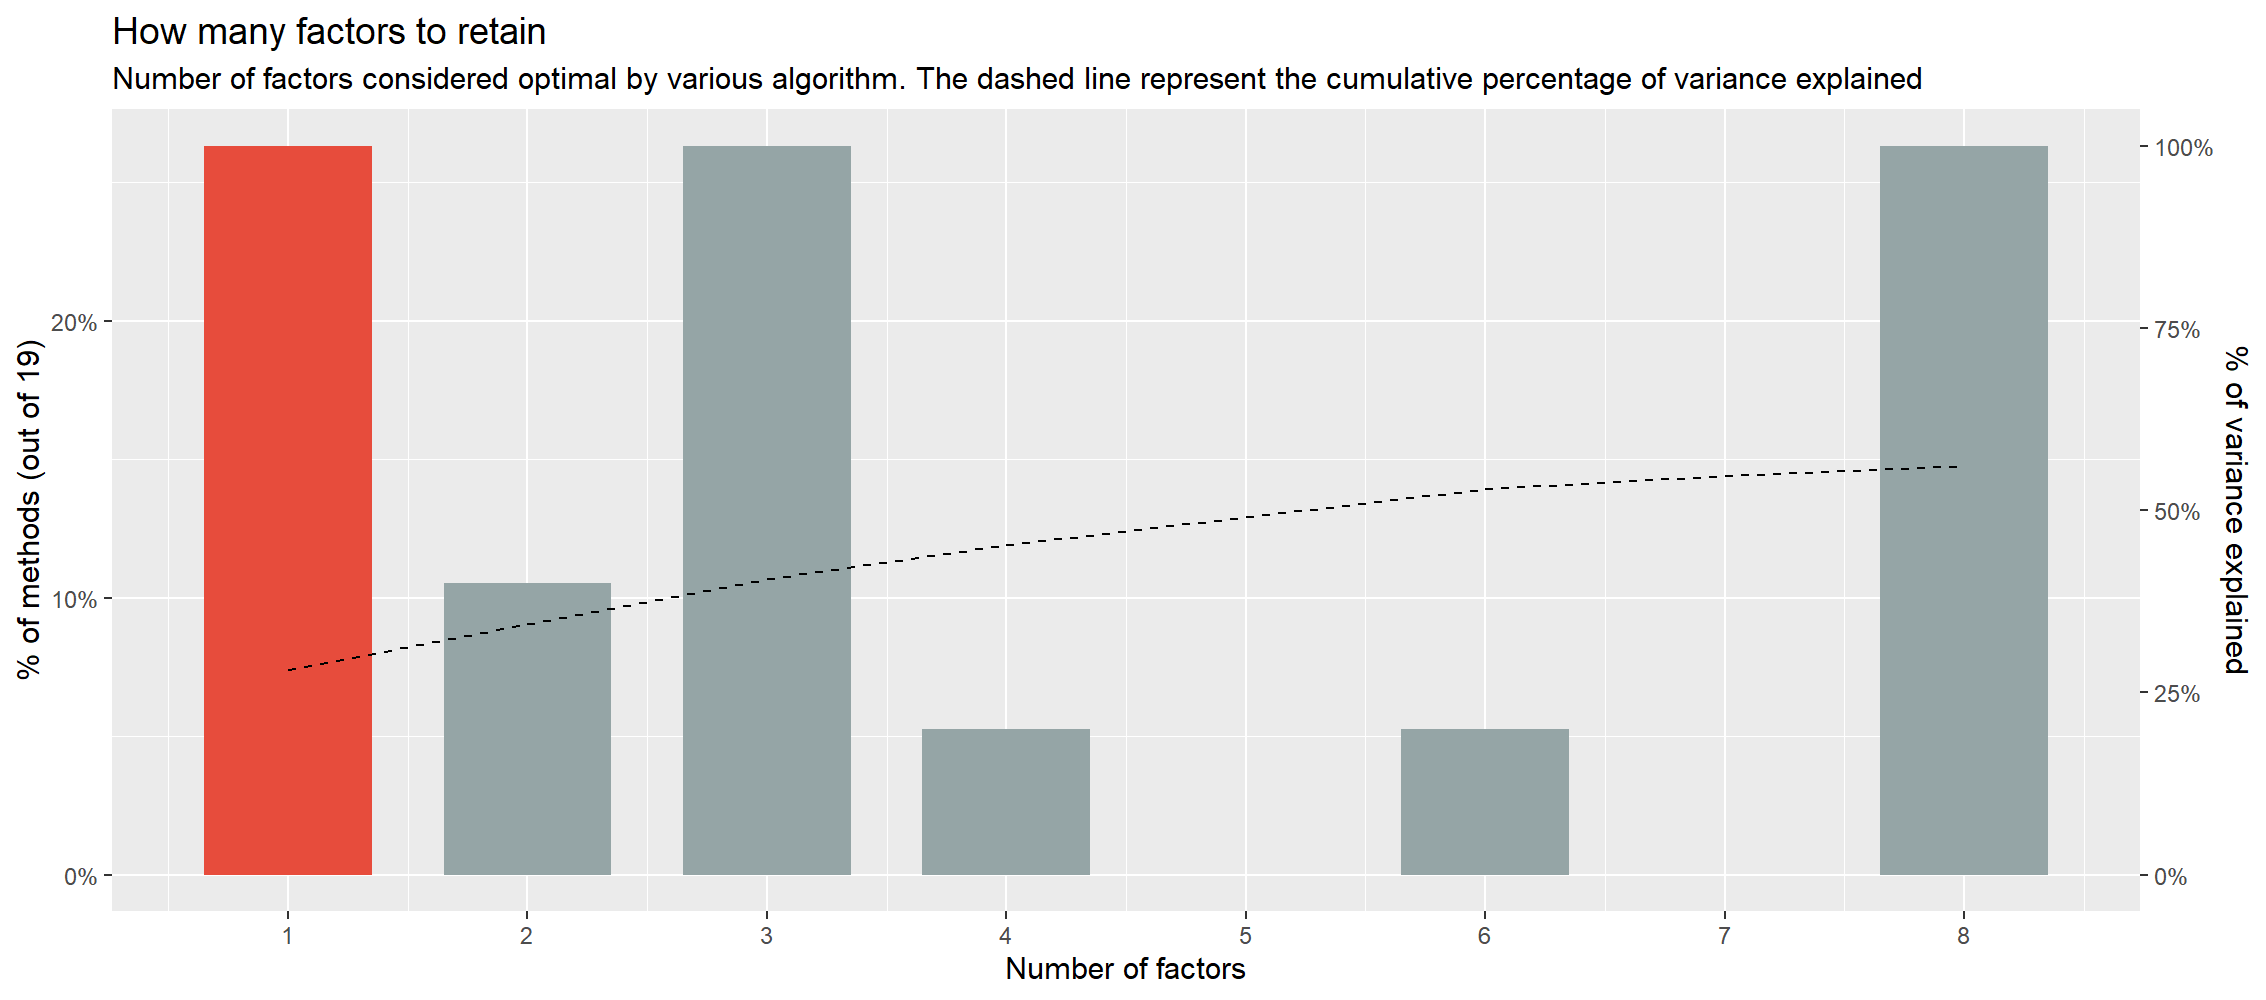 How many factors to retain
Number of factors considered optimal by various algorithm. The dashed line represent the cumulative percentage of variance explained
% of methods (out of 19)
20%
10%
0%
100%
75%
50%
25%
0%
% of variance explained
1 2 3 4 5 6 7 8
Number of factors